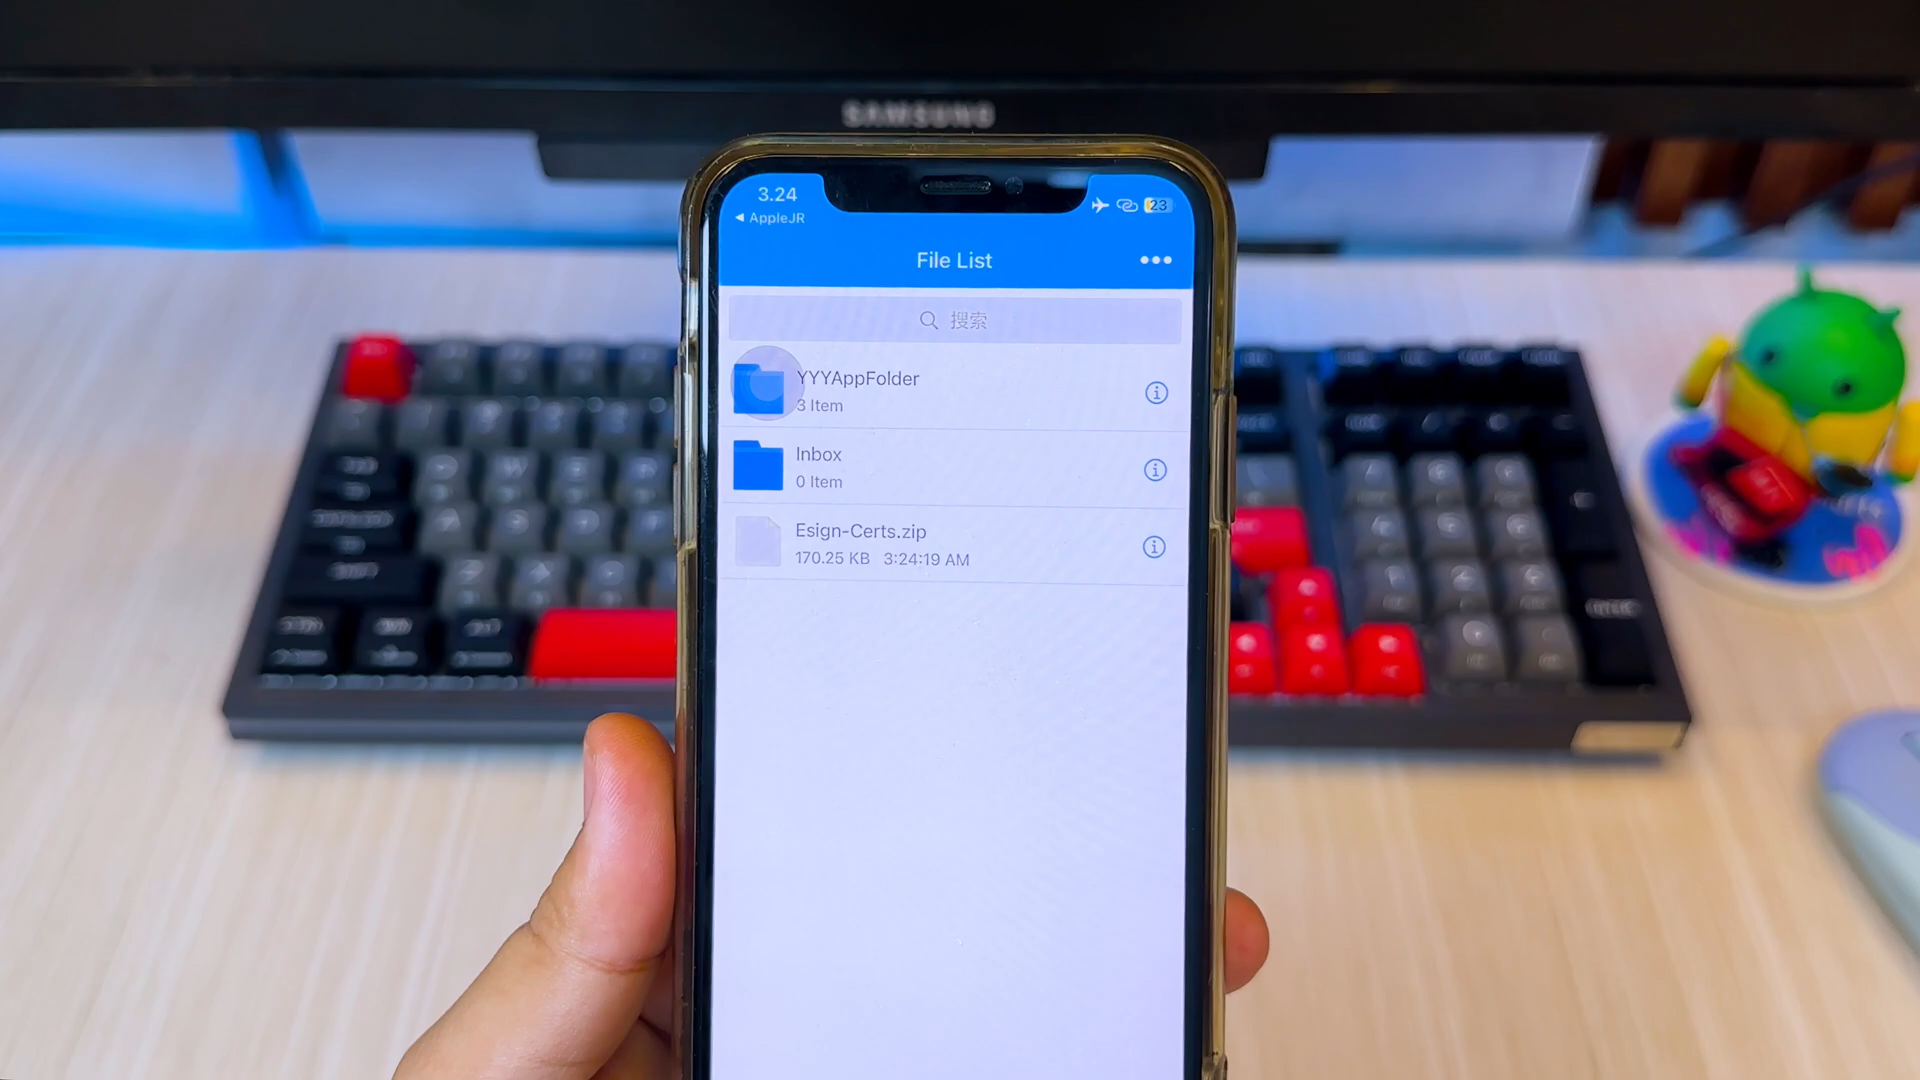 SAMSUNG
3.24
23
◄ AppleJR
File List
搜索
YYYAppFolder
3 Item
Inbox
0 Item
Esign-Certs.zip
170.25 KB 3:24:19 AM